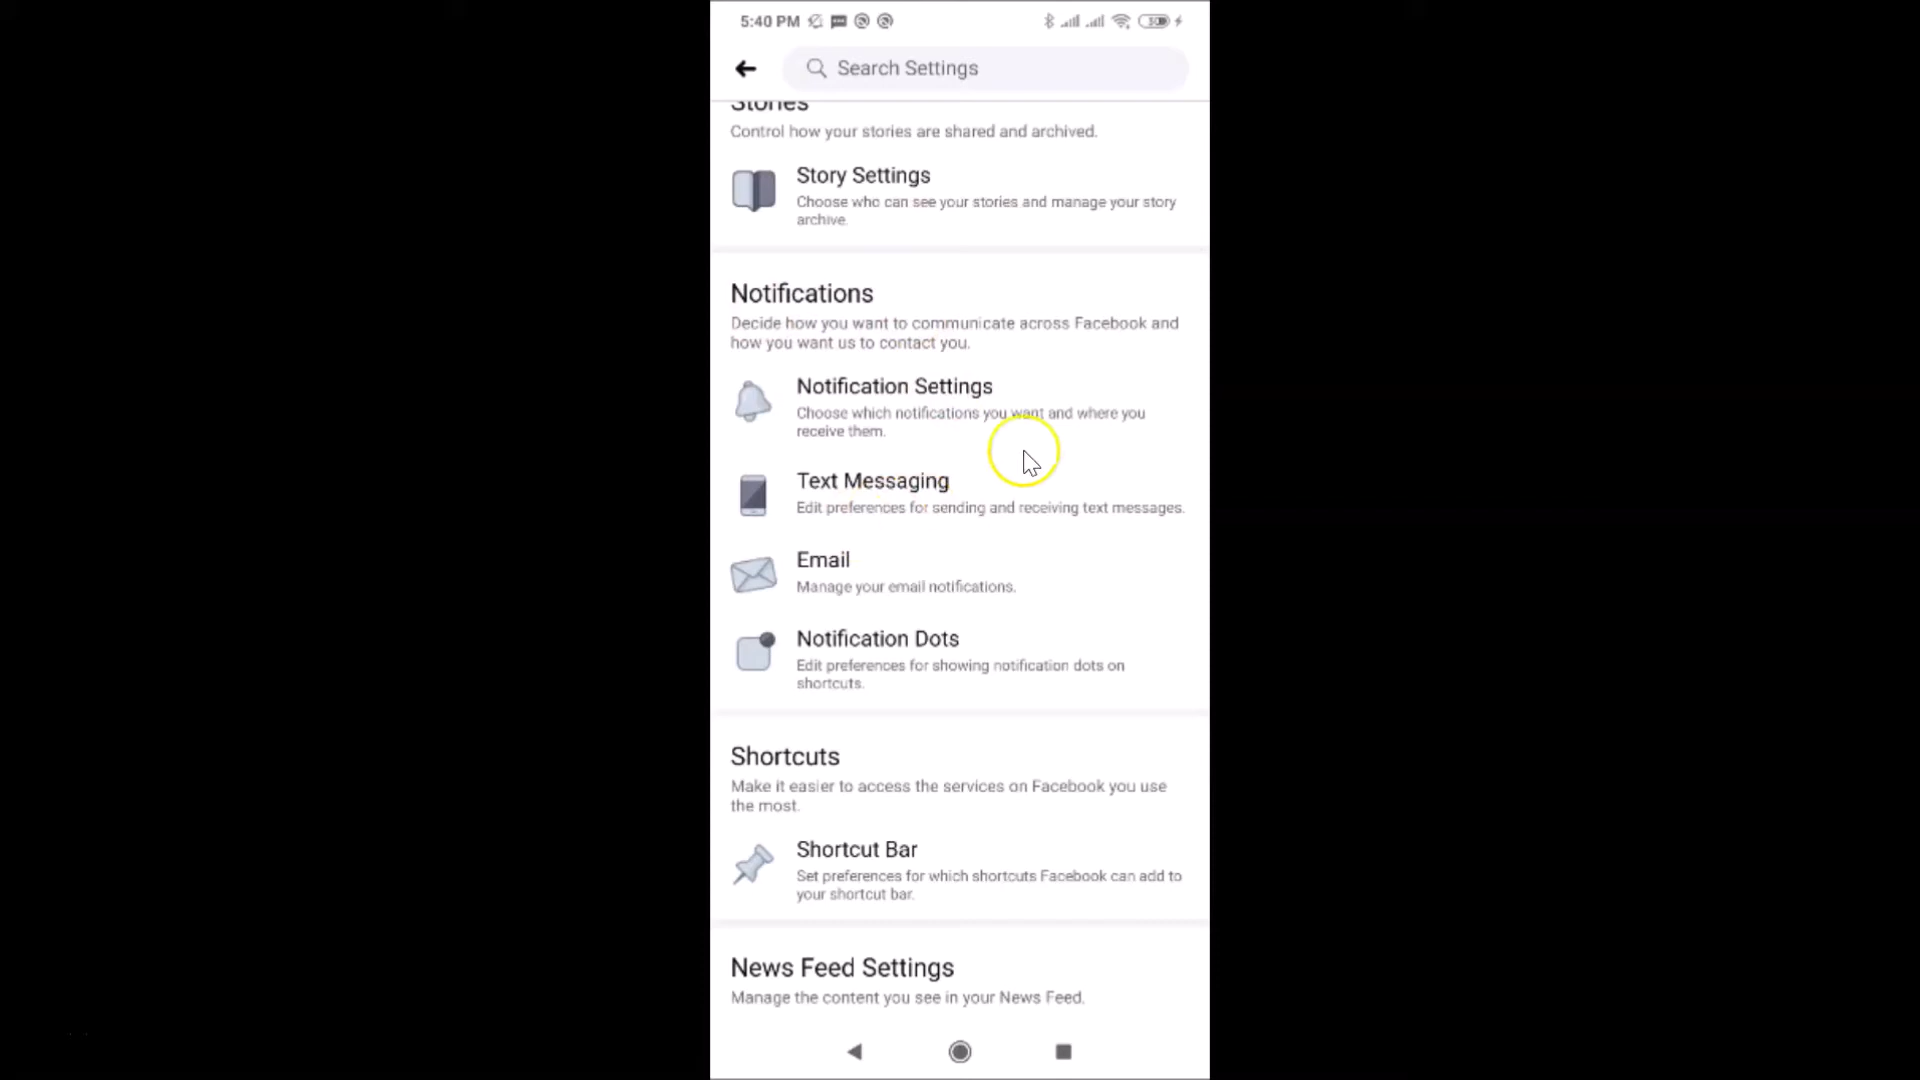 5:40 PM
Search Settings
Stories
Control how your stories are shared and archived.
Story Settings
Choose who can see your stories and manage your story
archive.
Notifications
Decide how you want to communicate across Facebook and
how you want us to contact you.
Notification Settings
Choose which notifications you want and where you
receive them.
Text Messaging
Edit preferences for sending and receiving text messages.
Email
Manage your email notifications.
Notification Dots
Edit preferences for showing notification dots on
shortcuts.
Shortcuts
Make it easier to access the services on Facebook you use
the most.
Shortcut Bar
Set preferences for which shortcuts Facebook can add to
your shortcut bar.
News Feed Settings
Manage the content you see in your News Feed.